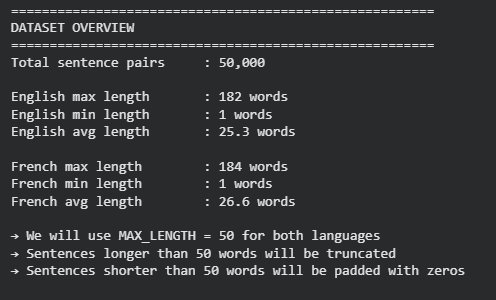 =======================================================
DATASET OVERVIEW
=======================================================
Total sentence pairs     : 50,000

English max length       : 182 words
English min length       : 1 words
English avg length       : 25.3 words

French max length        : 184 words
French min length        : 1 words
French avg length        : 26.6 words

→ We will use MAX_LENGTH = 50 for both languages
→ Sentences longer than 50 words will be truncated
→ Sentences shorter than 50 words will be padded with zeros